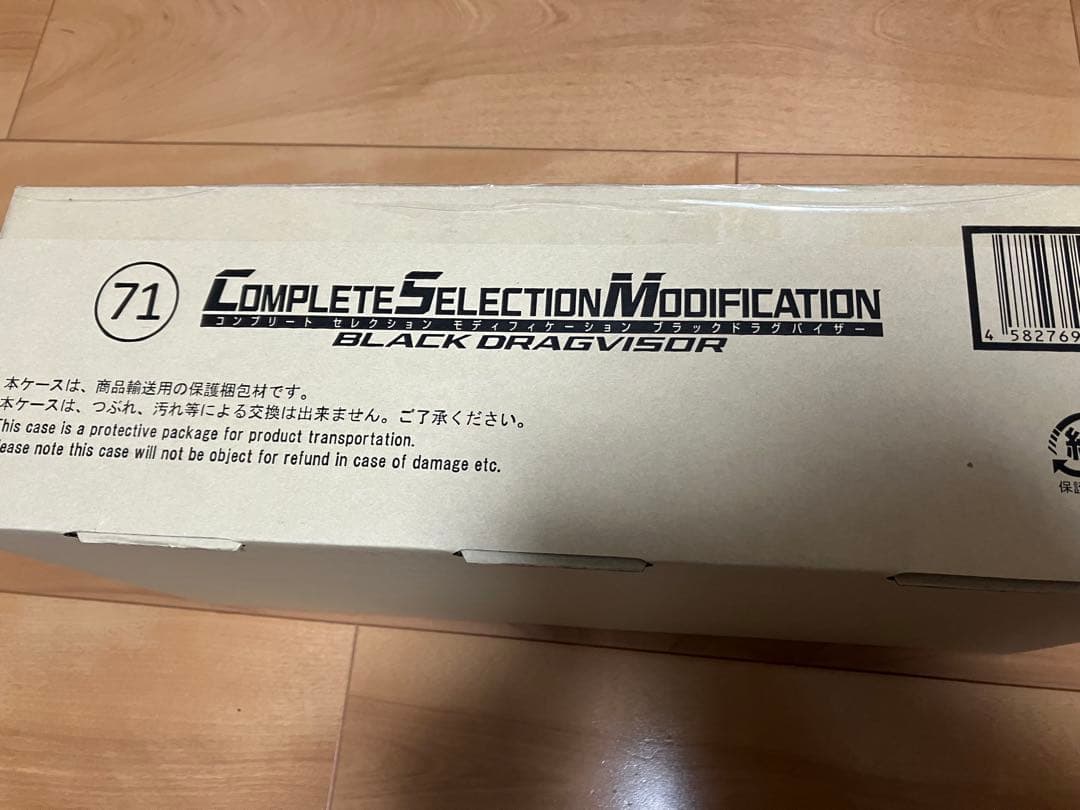 71
COMPLETE SELECTION MODIFICATION
コンプリート セレクション モディフィケーション ブラックドラグバイザー
BLACK DRAGVISOR
4 582769
本ケースは、商品輸送用の保護梱包材です。
本ケースは、つぶれ、汚れ等による交換は出来ません。ご了承ください。
This case is a protective package for product transportation.
ease note this case will not be object for refund in case of damage etc.